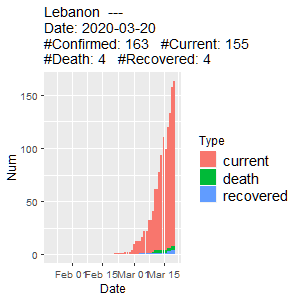 Lebanon  ---
Date: 2020-03-20
#Confirmed: 163   #Current: 155
#Death: 4   #Recovered: 4
150
100
50
0
Num
Feb 01 Feb 15 Mar 01 Mar 15
Date
Type
current
death
recovered